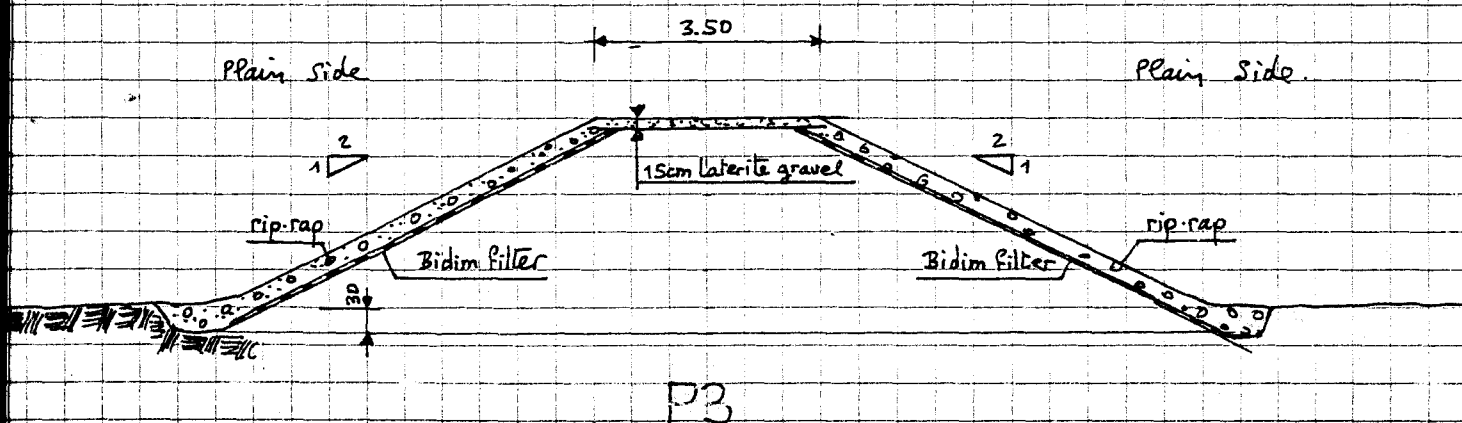 3.50
Plain Side
Plain Side.
2
1
2
1
15cm laterite gravel
rip-rap
rip-rap
Bidim filter
Bidim filter
30
P3